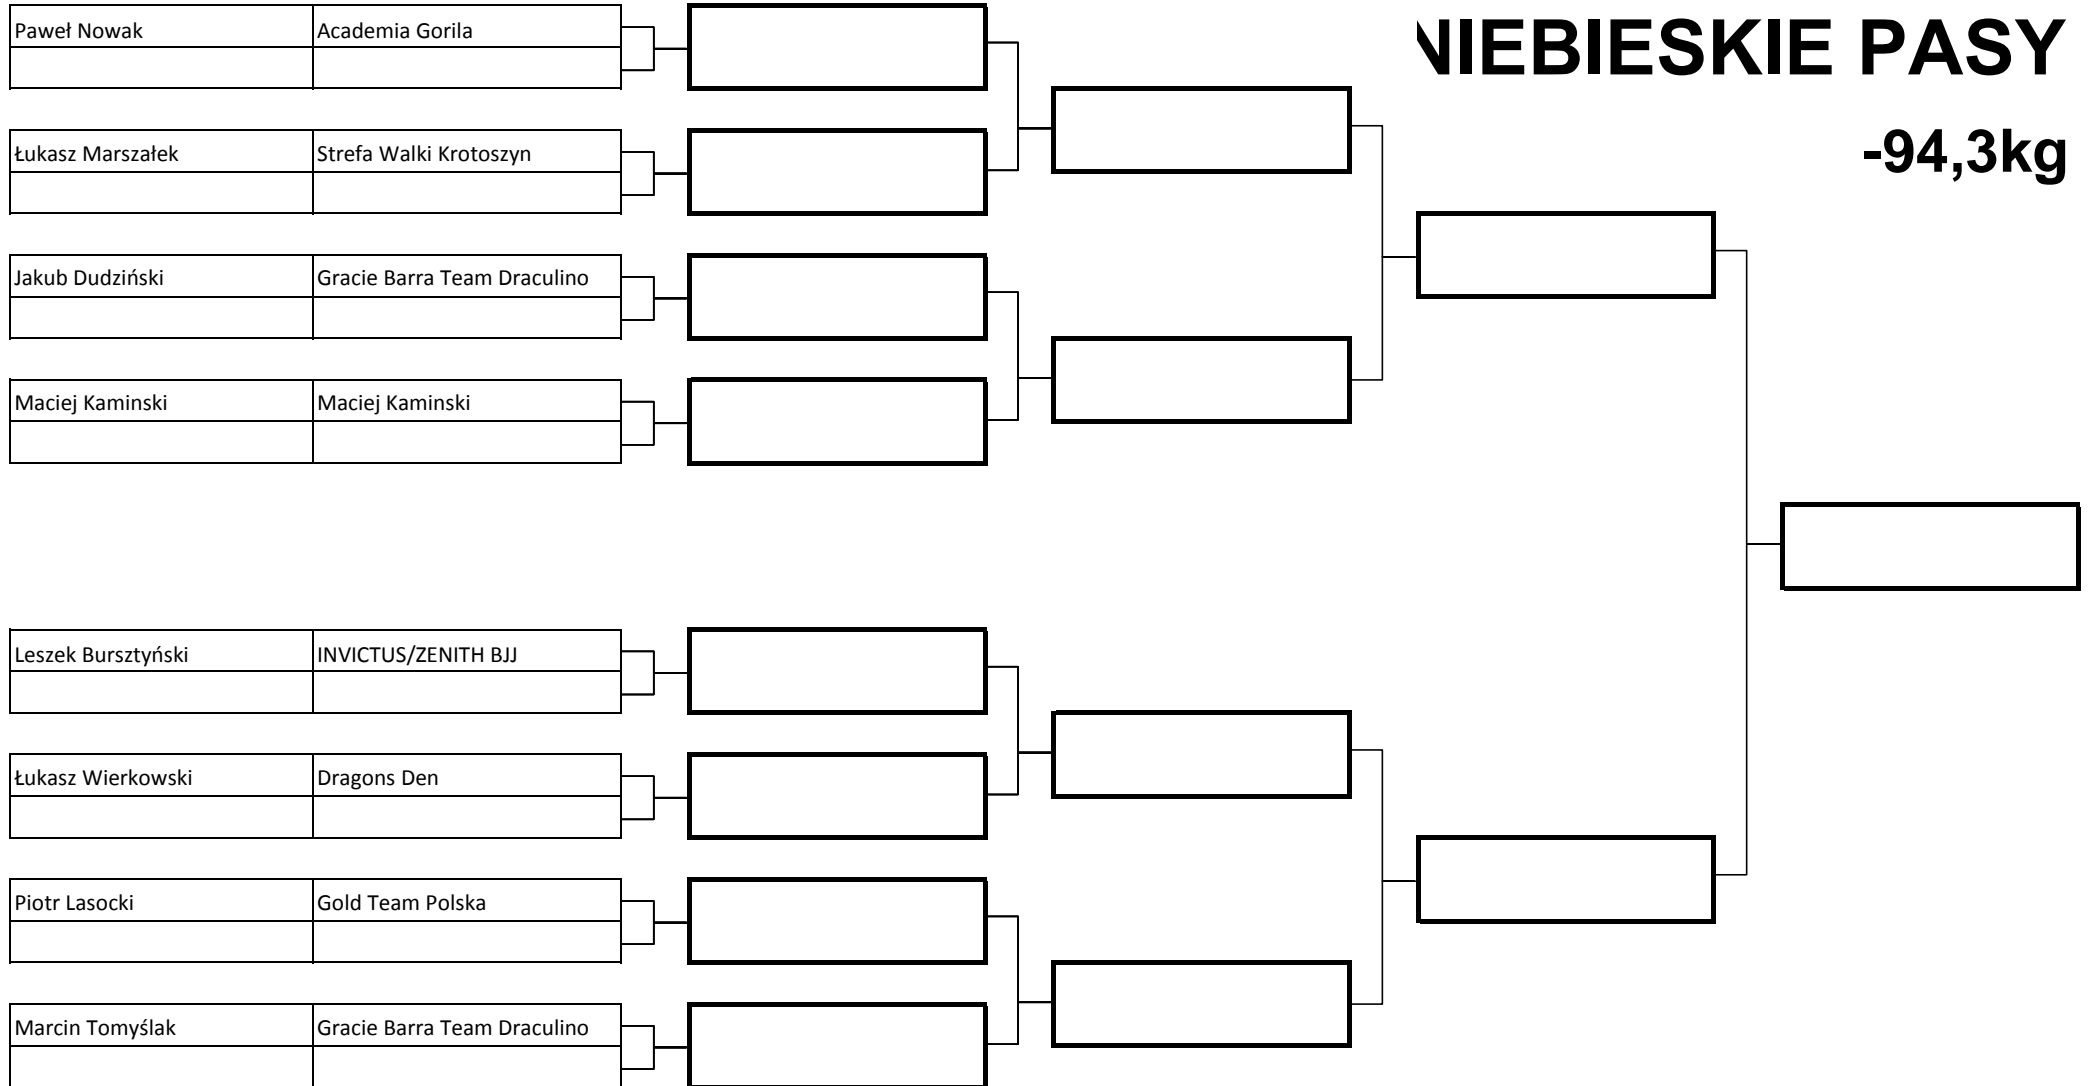 NIEBIESKIE PASY
-94,3kg
Paweł Nowak Academia Gorila
Łukasz Marszałek Strefa Walki Krotoszyn
Jakub Dudziński Gracie Barra Team Draculino
Maciej Kaminski Maciej Kaminski
Leszek Bursztyński INVICTUS/ZENITH BJJ
Łukasz Wierkowski Dragons Den
Piotr Lasocki Gold Team Polska
Marcin Tomyślak Gracie Barra Team Draculino